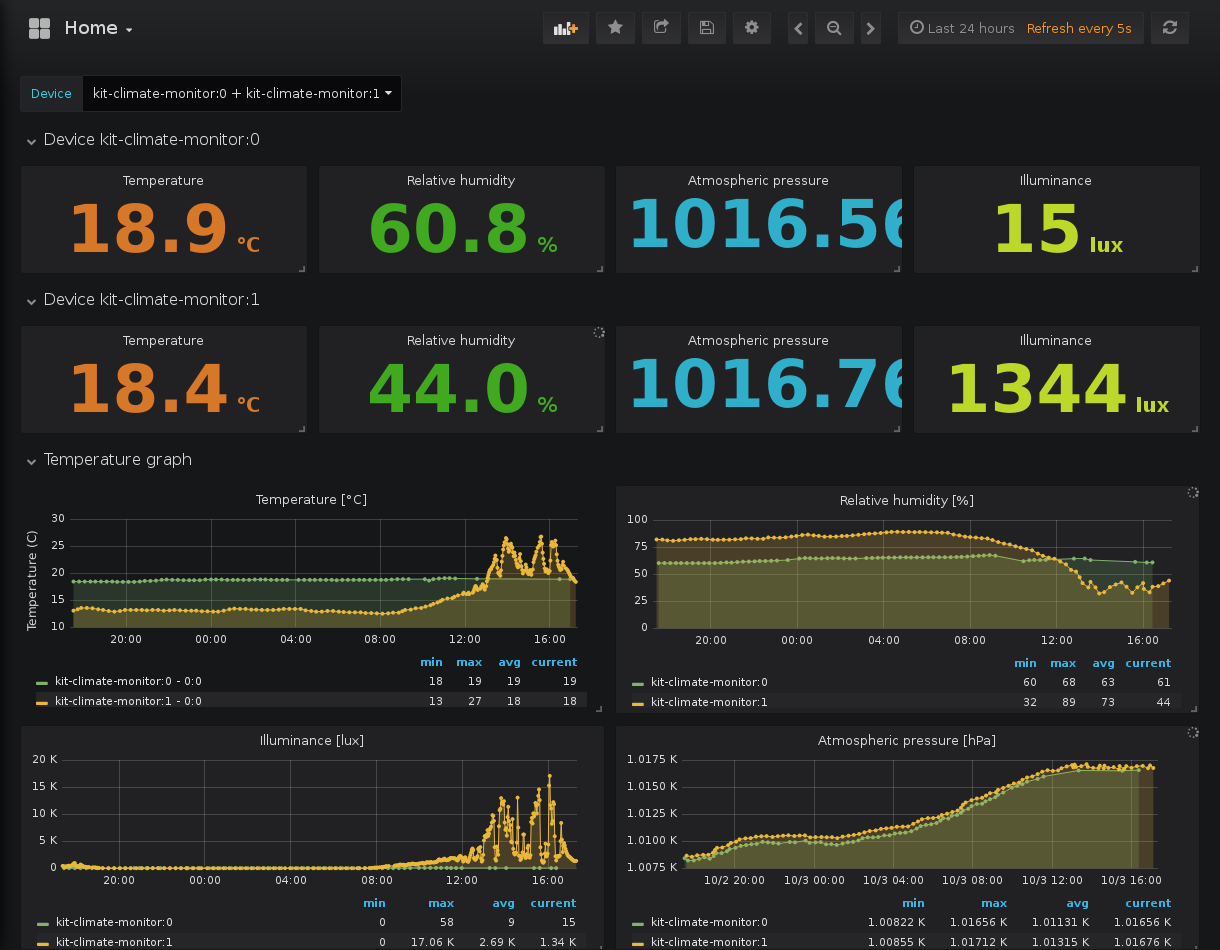 Home
Last 24 hours Refresh every 5s
Device kit-climate-monitor:0 + kit-climate-monitor:1
Device kit-climate-monitor:0
Temperature Relative humidity Atmospheric pressure Illuminance
18.9 °C 60.8 % 1016.56 15 lux
Device kit-climate-monitor:1
Temperature Relative humidity Atmospheric pressure Illuminance
18.4 °C 44.0 % 1016.76 1344 lux
Temperature graph
Temperature [°C]
Temperature (C)
30
25
20
15
10
20:00 00:00 04:00 08:00 12:00 16:00
min max avg current
kit-climate-monitor:0 - 0:0 18 19 19 19
kit-climate-monitor:1 - 0:0 13 27 18 18
Relative humidity [%]
100
75
50
25
0
20:00 00:00 04:00 08:00 12:00 16:00
min max avg current
kit-climate-monitor:0 60 68 63 61
kit-climate-monitor:1 32 89 73 44
Illuminance [lux]
20 K
15 K
10 K
5 K
0
20:00 00:00 04:00 08:00 12:00 16:00
min max avg current
kit-climate-monitor:0 0 58 9 15
kit-climate-monitor:1 0 17.06 K 2.69 K 1.34 K
Atmospheric pressure [hPa]
1.0175 K
1.0150 K
1.0125 K
1.0100 K
1.0075 K
10/2 20:00 10/3 00:00 10/3 04:00 10/3 08:00 10/3 12:00 10/3 16:00
min max avg current
kit-climate-monitor:0 1.00822 K 1.01656 K 1.01131 K 1.01656 K
kit-climate-monitor:1 1.00855 K 1.01712 K 1.01315 K 1.01676 K